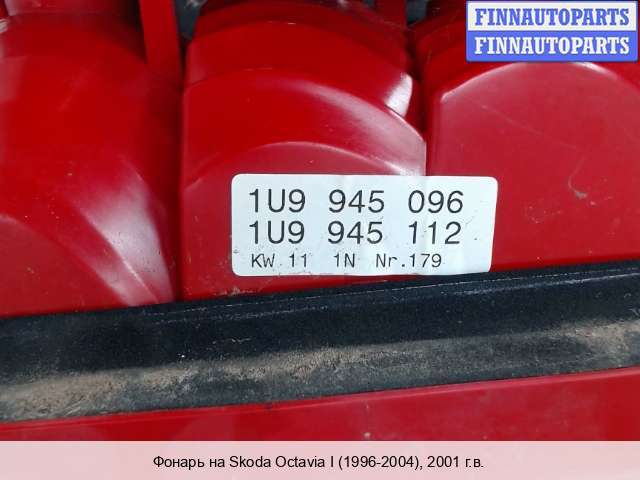 FINNAUTOPARTS
FINNAUTOPARTS
1U9 945 096
1U9 945 112
KW 11 1N Nr.179
Фонарь на Skoda Octavia I (1996-2004), 2001 г.в.